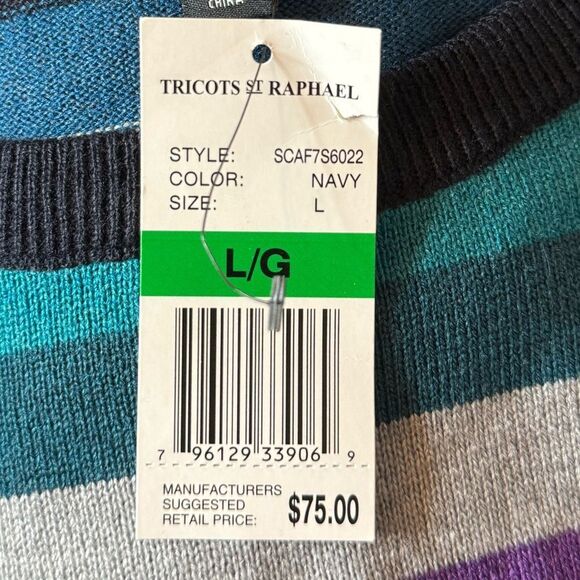 CHINA
TRICOTS ST RAPHAEL
STYLE: SCAF7S6022
COLOR: NAVY
SIZE: L
L/G
7 96129 33906 9
MANUFACTURERS
SUGGESTED
RETAIL PRICE: $75.00